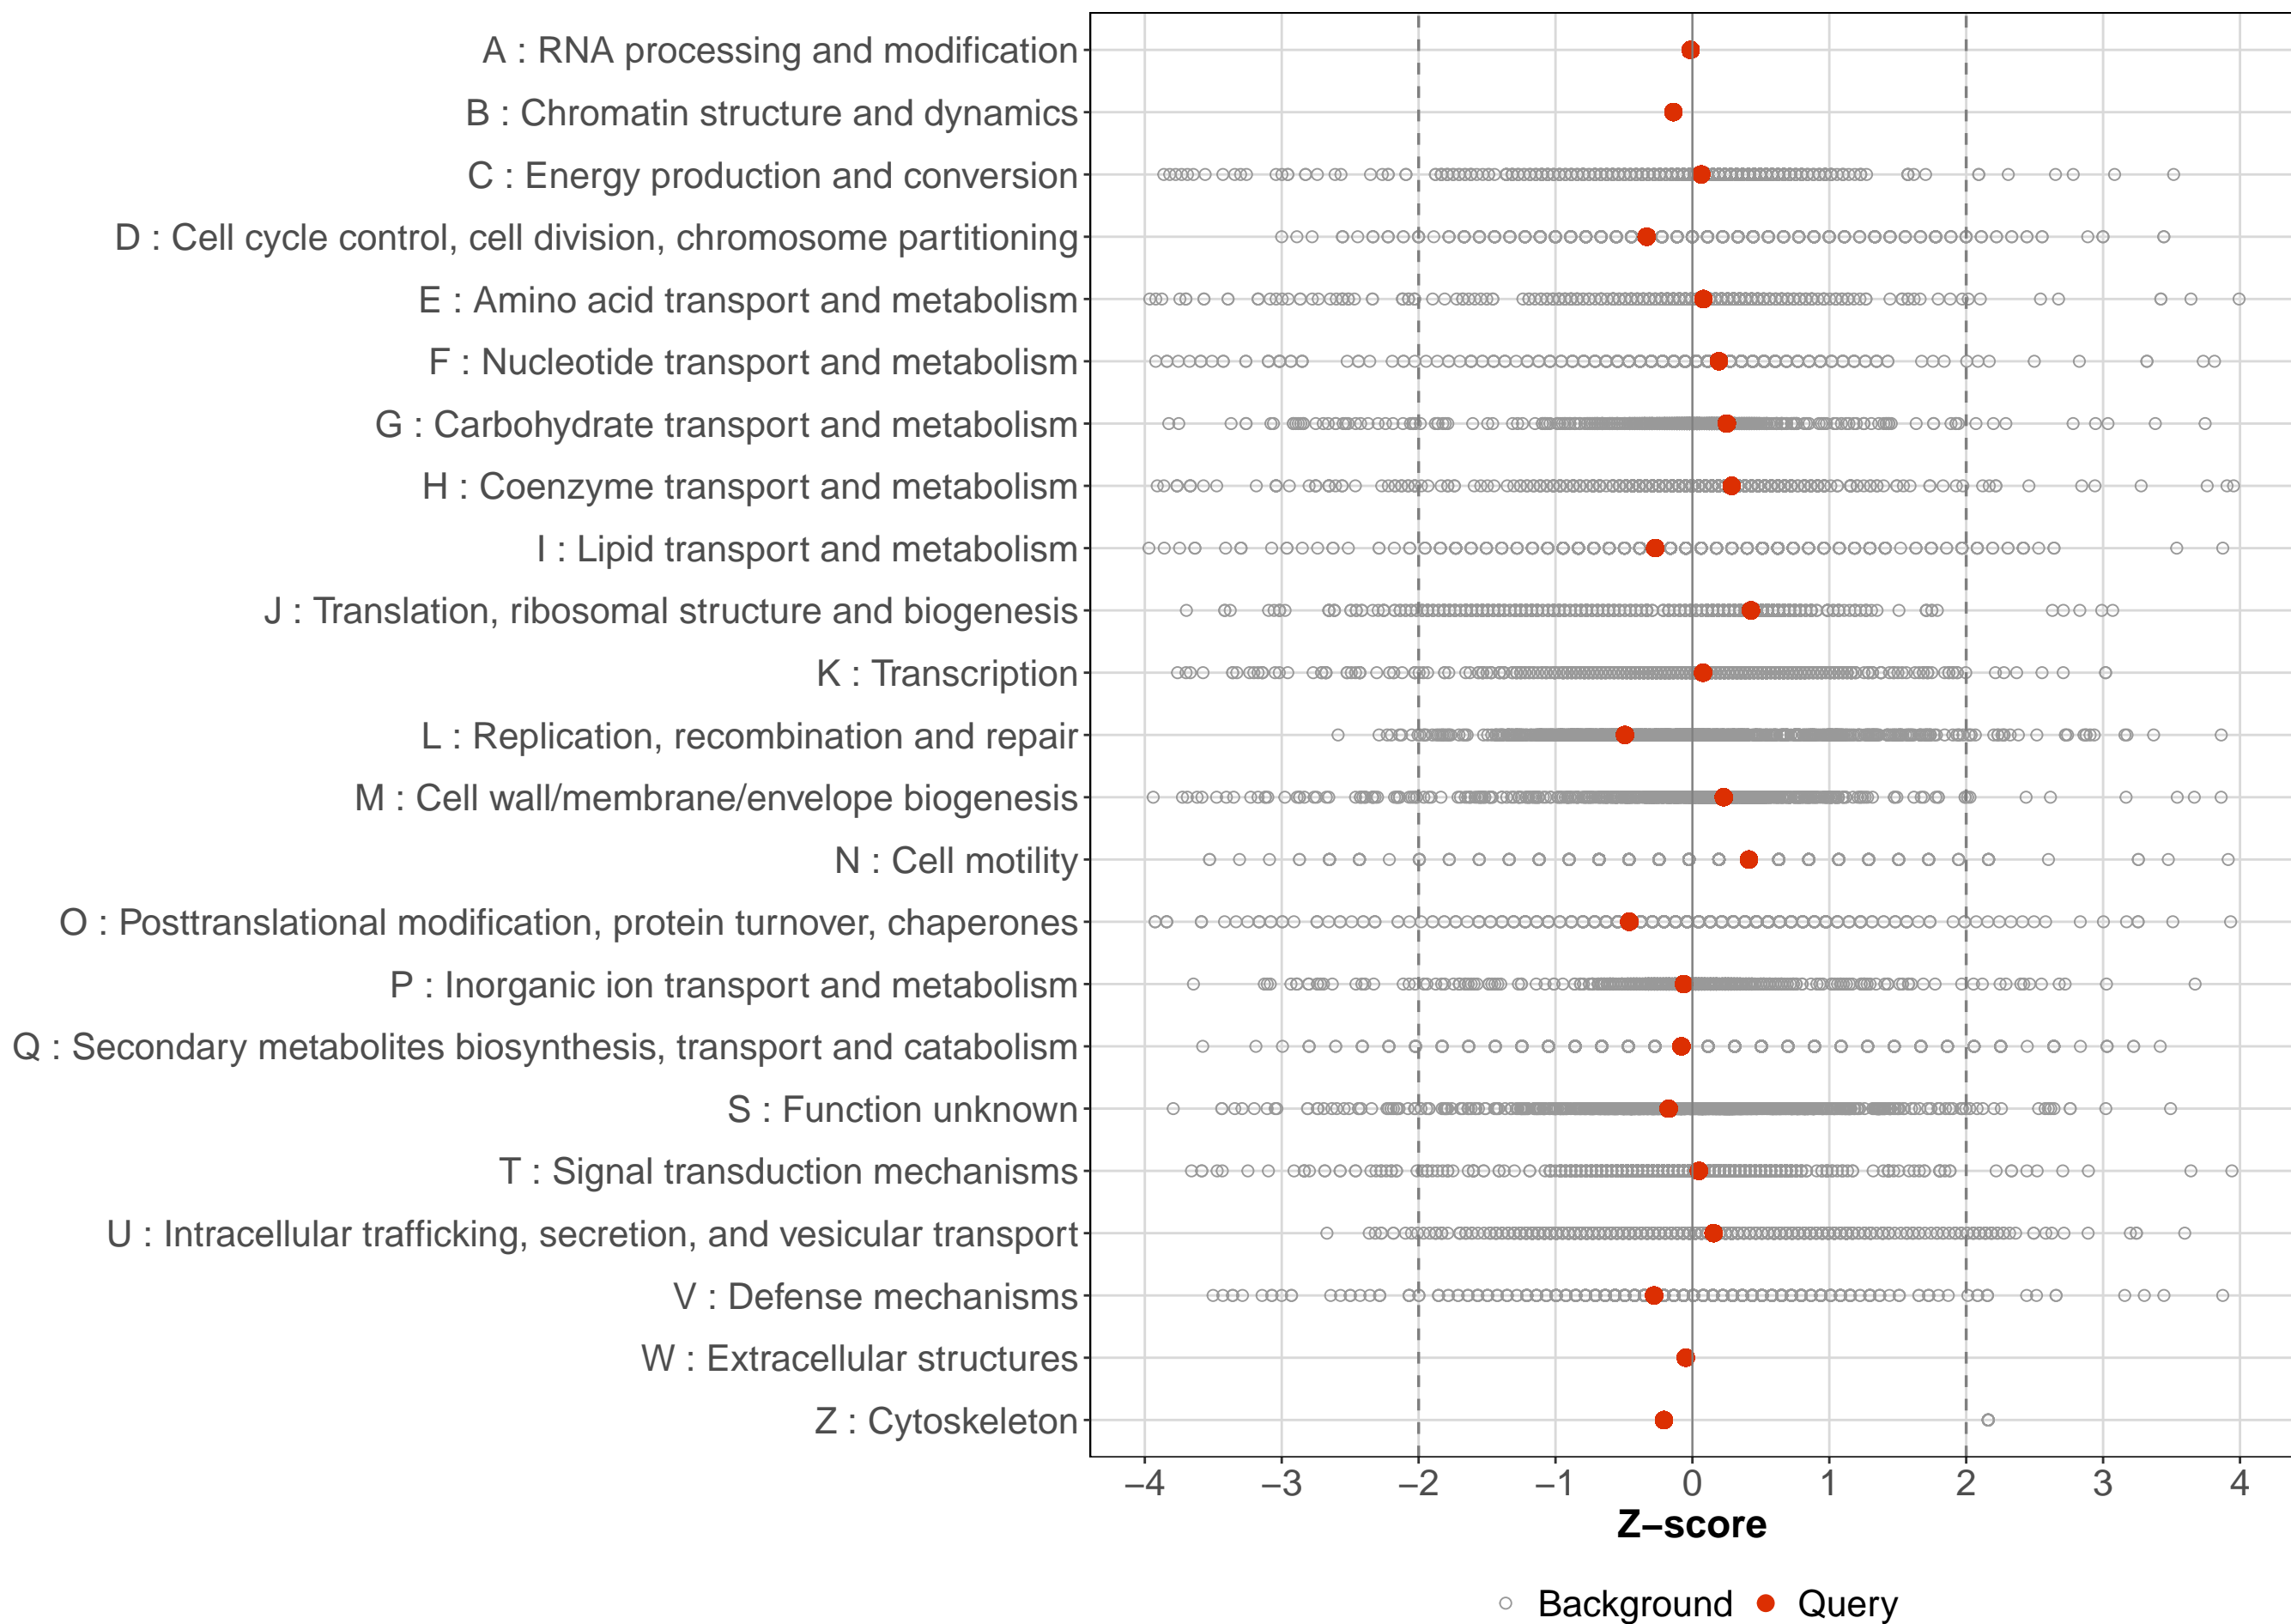 A : RNA processing and modification
B : Chromatin structure and dynamics
C : Energy production and conversion
D : Cell cycle control, cell division, chromosome partitioning
E : Amino acid transport and metabolism
F : Nucleotide transport and metabolism
G : Carbohydrate transport and metabolism
H : Coenzyme transport and metabolism
I : Lipid transport and metabolism
J : Translation, ribosomal structure and biogenesis
K : Transcription
L : Replication, recombination and repair
M : Cell wall/membrane/envelope biogenesis
N : Cell motility
O : Posttranslational modification, protein turnover, chaperones
P : Inorganic ion transport and metabolism
Q : Secondary metabolites biosynthesis, transport and catabolism
S : Function unknown
T : Signal transduction mechanisms
U : Intracellular trafficking, secretion, and vesicular transport
V : Defense mechanisms
W : Extracellular structures
Z : Cytoskeleton
−4 −3 −2 −1 0 1 2 3 4
Z−score
Background Query